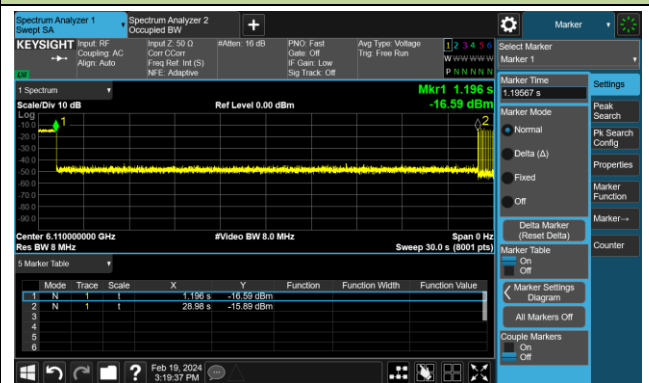 Spectrum Analyzer 1
Swept SA
Spectrum Analyzer 2
Occupied BW
+
Marker
KEYSIGHT
Input: RF
Coupling: AC
Align: Auto
Input Z: 50 Ω
Corr CCorr
Freq Ref: Int (S)
NFE: Adaptive
#Atten: 16 dB
PNO: Fast
Gate: Off
IF Gain: Low
Sig Track: Off
Avg Type: Voltage
Trig: Free Run
1 2 3 4 5 6
W W W W W W
P N N N N N
Select Marker
Marker 1
1 Spectrum
Scale/Div 10 dB
Ref Level 0.00 dBm
Mkr1 1.196 s
-16.59 dBm
Log
-10.0
-20.0
-30.0
-40.0
-50.0
-60.0
-70.0
-80.0
-90.0
1
2
Center 6.110000000 GHz
Res BW 8 MHz
#Video BW 8.0 MHz
Span 0 Hz
Sweep 30.0 s (8001 pts)
5 Marker Table
Mode Trace Scale X Y Function Function Width Function Value
1 N 1 t 1.196 s -16.59 dBm
2 N 1 t 28.98 s -15.89 dBm
3
4
5
6
Marker Time
1.19567 s
Marker Mode
Normal
Delta (Δ)
Fixed
Off
Delta Marker
(Reset Delta)
Marker Table
On
Off
Marker Settings
Diagram
All Markers Off
Couple Markers
On
Off
Settings
Peak
Search
Pk Search
Config
Properties
Marker
Function
Marker→
Counter
?
Feb 19, 2024
3:19:37 PM